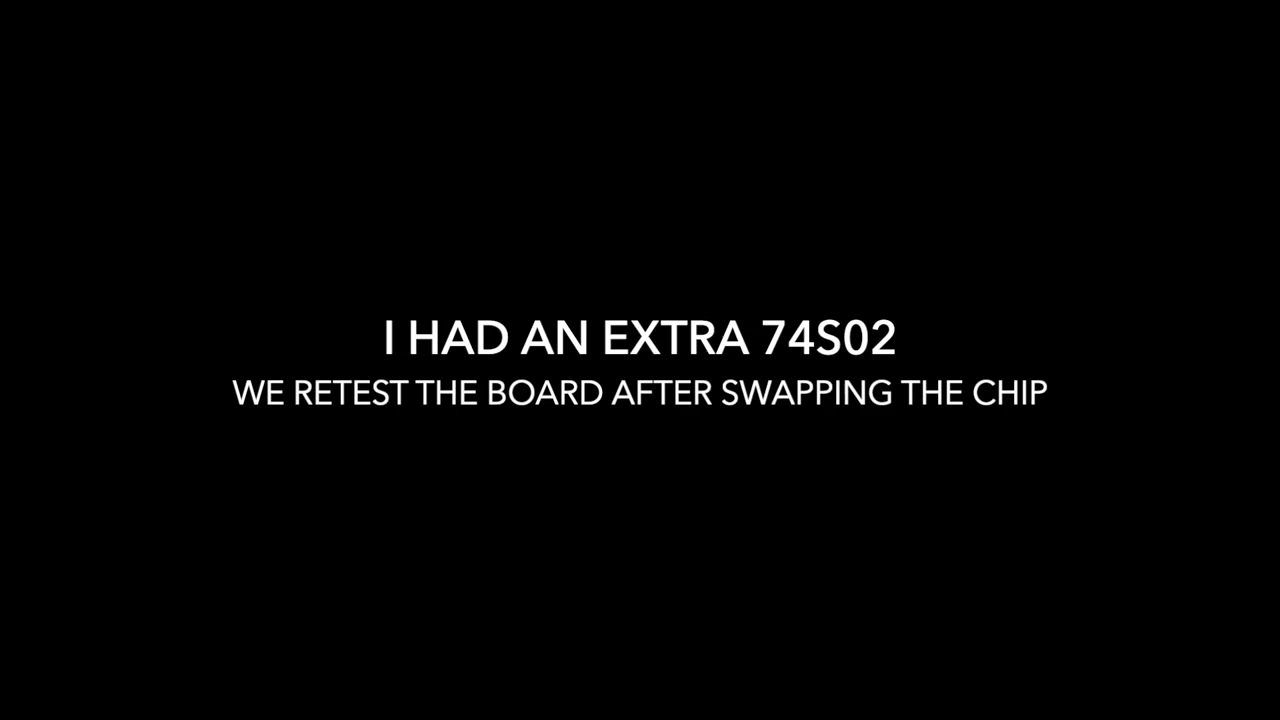 I HAD AN EXTRA 74S02
WE RETEST THE BOARD AFTER SWAPPING THE CHIP